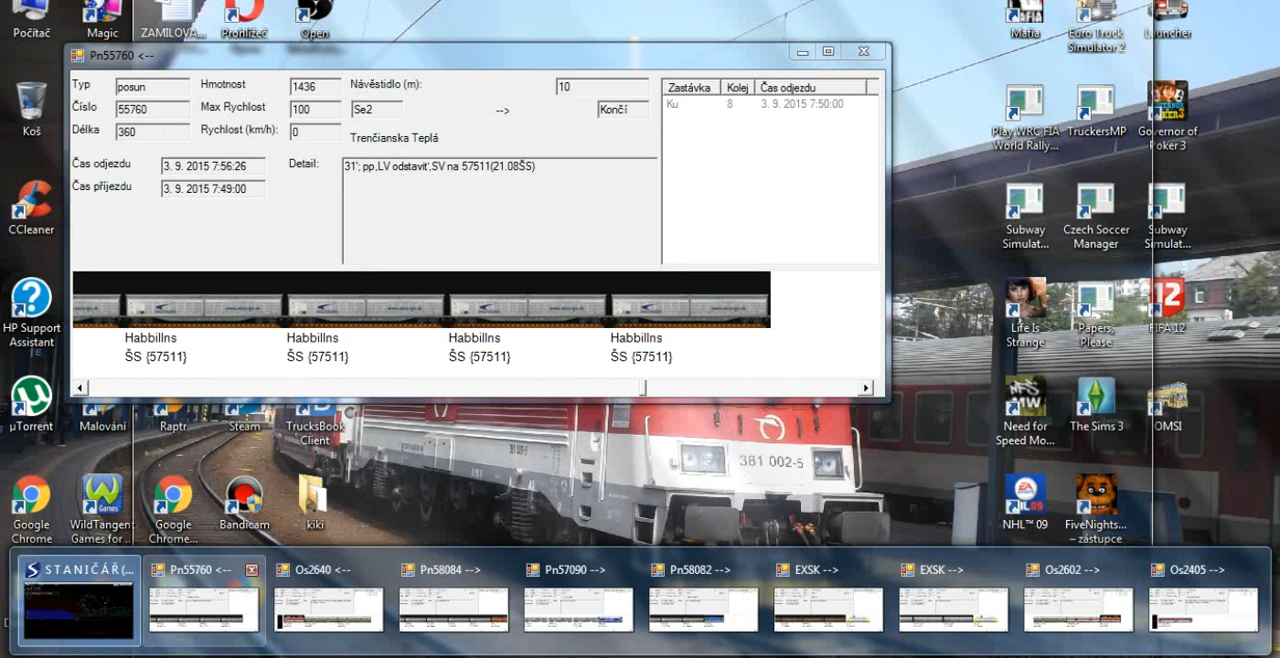 Počítač
Magic
ZAMILOVA...
Prohlížeč
Open
Mafia
Euro Truck
Simulator 2
Launcher
Pn55760 <--
Typ
posun
Hmotnost
1436
Návěstidlo (m):
10
Číslo
55760
Max Rychlost
100
Se2
-->
Končí
Délka
360
Rychlost (km/h):
0
Trenčianska Teplá
Čas odjezdu
3. 9. 2015 7:56:26
Čas příjezdu
3. 9. 2015 7:49:00
Detail:
31'; pp,LV odstaviť,SV na 57511(21.08ŠS)
Zastávka
Kolej
Čas odjezdu
Ku
8
3. 9. 2015 7:50:00
Habbillns
ŠS {57511}
Habbillns
ŠS {57511}
Habbillns
ŠS {57511}
Habbillns
ŠS {57511}
Koš
CCleaner
HP Support
Assistant
µTorrent
Malování
Raptr
Steam
TrucksBook
Client
Google
Chrome
WildTangent
Games for ...
Google
Chrome...
Bandicam
kiki
381 002-5
381 002-5
Play WRC FIA
World Rally...
TruckersMP
Governor of
Poker 3
Subway
Simulat...
Czech Soccer
Manager
Subway
Simulat...
Life Is
Strange
Papers,
Please
12
FIFA 12
Need for
Speed Mo...
The Sims 3
OMSI
NHL™ 09
FiveNights...
– zástupce
STANIČÁŘ(...
Pn55760 <--
Os2640 <--
Pn58084 -->
Pn57090 -->
Pn58082 -->
EXSK -->
EXSK -->
Os2602 -->
Os2405 -->